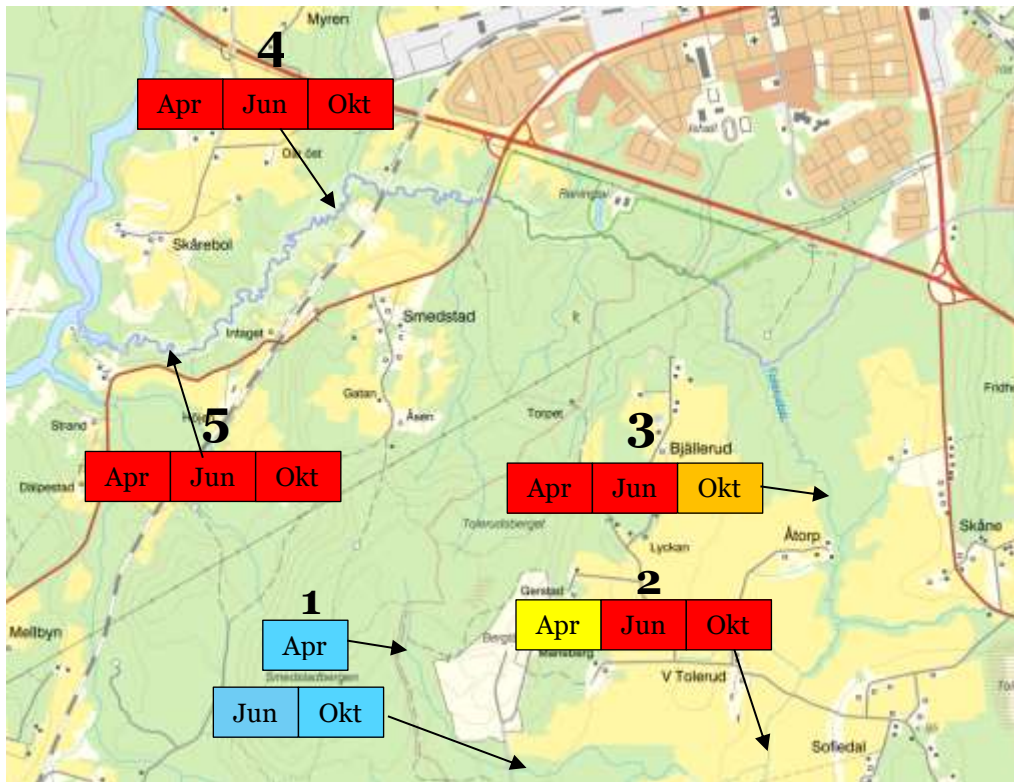 Myren
4
Apr Jun Okt
Skårebol
Smedstad
Intaget
Gatan
Åsen
Torpet
Strand
5
3
Bjällerud
Apr Jun Okt
Apr Jun Okt
Dälpestad
Tolerudsberget
Lyckan
Åtorp
Skåne
Gerstad
1
2
Apr
Apr Jun Okt
Mellbyn
Smedstadbergen
V Tolerud
Jun Okt
Sofiedal